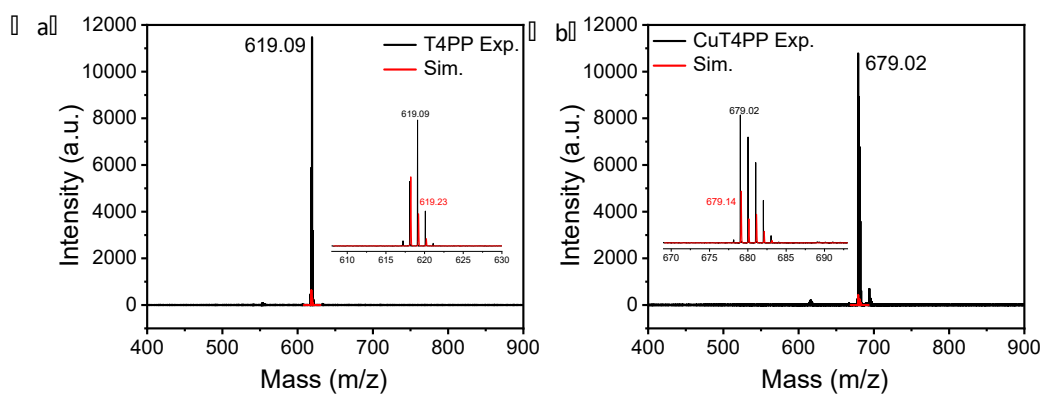 a
12000
10000
8000
6000
4000
2000
0
Intensity (a.u.)
619.09
T4PP Exp.
Sim.
619.09
619.23
610 615 620 625 630
400 500 600 700 800 900
Mass (m/z)
b
12000
10000
8000
6000
4000
2000
0
Intensity (a.u.)
CuT4PP Exp.
Sim.
679.02
679.02
679.14
670 675 680 685 690
400 500 600 700 800 900
Mass (m/z)